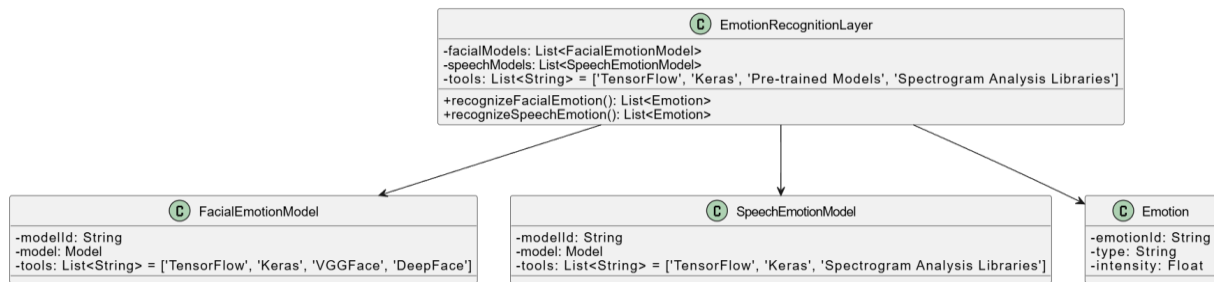 C EmotionRecognitionLayer
-facialModels: List<FacialEmotionModel>
-speechModels: List<SpeechEmotionModel>
-tools: List<String> = ['TensorFlow', 'Keras', 'Pre-trained Models', 'Spectrogram Analysis Libraries']
+recognizeFacialEmotion(): List<Emotion>
+recognizeSpeechEmotion(): List<Emotion>
C FacialEmotionModel
-modelId: String
-model: Model
-tools: List<String> = ['TensorFlow', 'Keras', 'VGGFace', 'DeepFace']
C SpeechEmotionModel
-modelId: String
-model: Model
-tools: List<String> = ['TensorFlow', 'Keras', 'Spectrogram Analysis Libraries']
C Emotion
-emotionId: String
-type: String
-intensity: Float